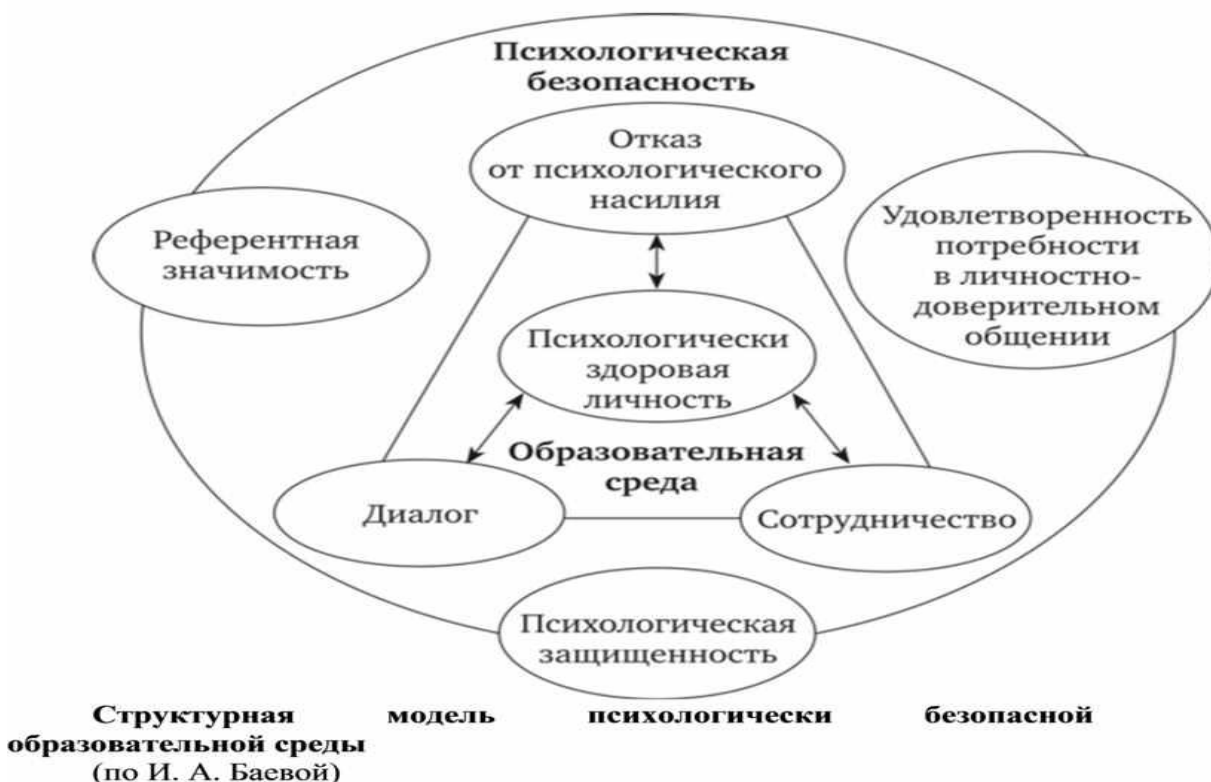 Психологическая
безопасность
Отказ
от психологического
насилия
Референтная
значимость
Удовлетворенность
потребности
в личностно-
доверительном
общении
Психологически
здоровая
личность
Образовательная
среда
Диалог
Сотрудничество
Психологическая
защищенность
Структурная модель психологически безопасной
образовательной среды
(по И. А. Баевой)